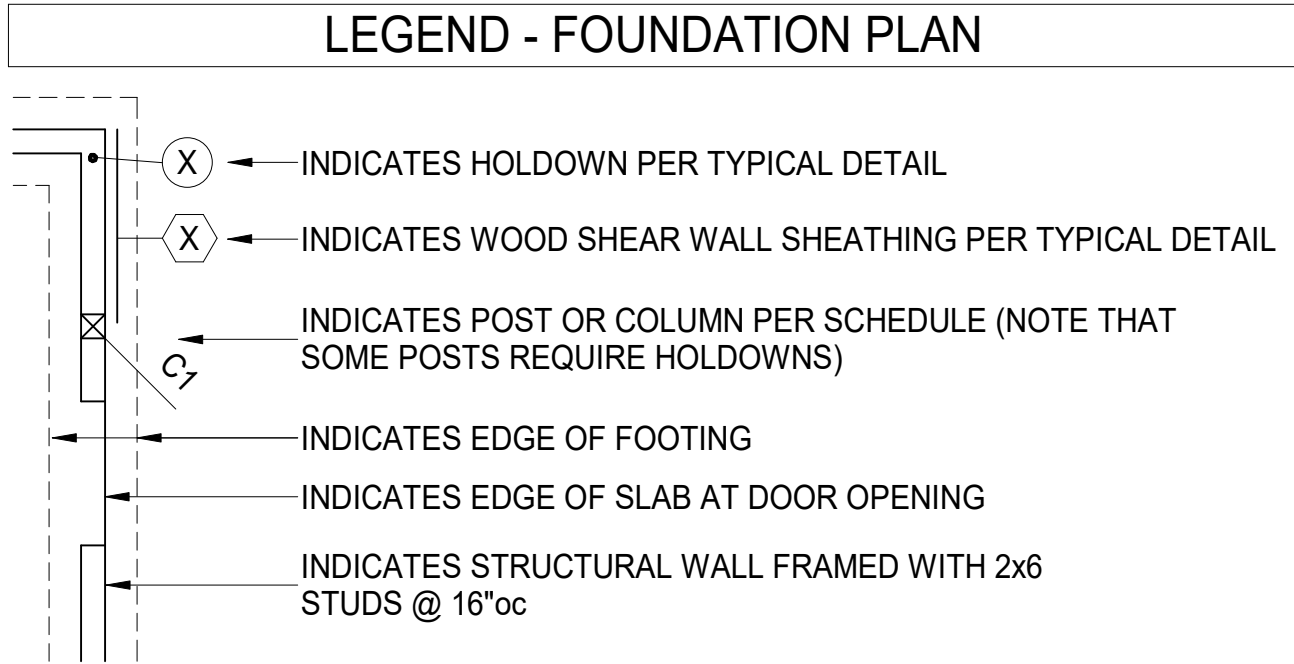 LEGEND - FOUNDATION PLAN
X
INDICATES HOLDOWN PER TYPICAL DETAIL
X
INDICATES WOOD SHEAR WALL SHEATHING PER TYPICAL DETAIL
C1
INDICATES POST OR COLUMN PER SCHEDULE (NOTE THAT
SOME POSTS REQUIRE HOLDOWNS)
INDICATES EDGE OF FOOTING
INDICATES EDGE OF SLAB AT DOOR OPENING
INDICATES STRUCTURAL WALL FRAMED WITH 2x6
STUDS @ 16"oc